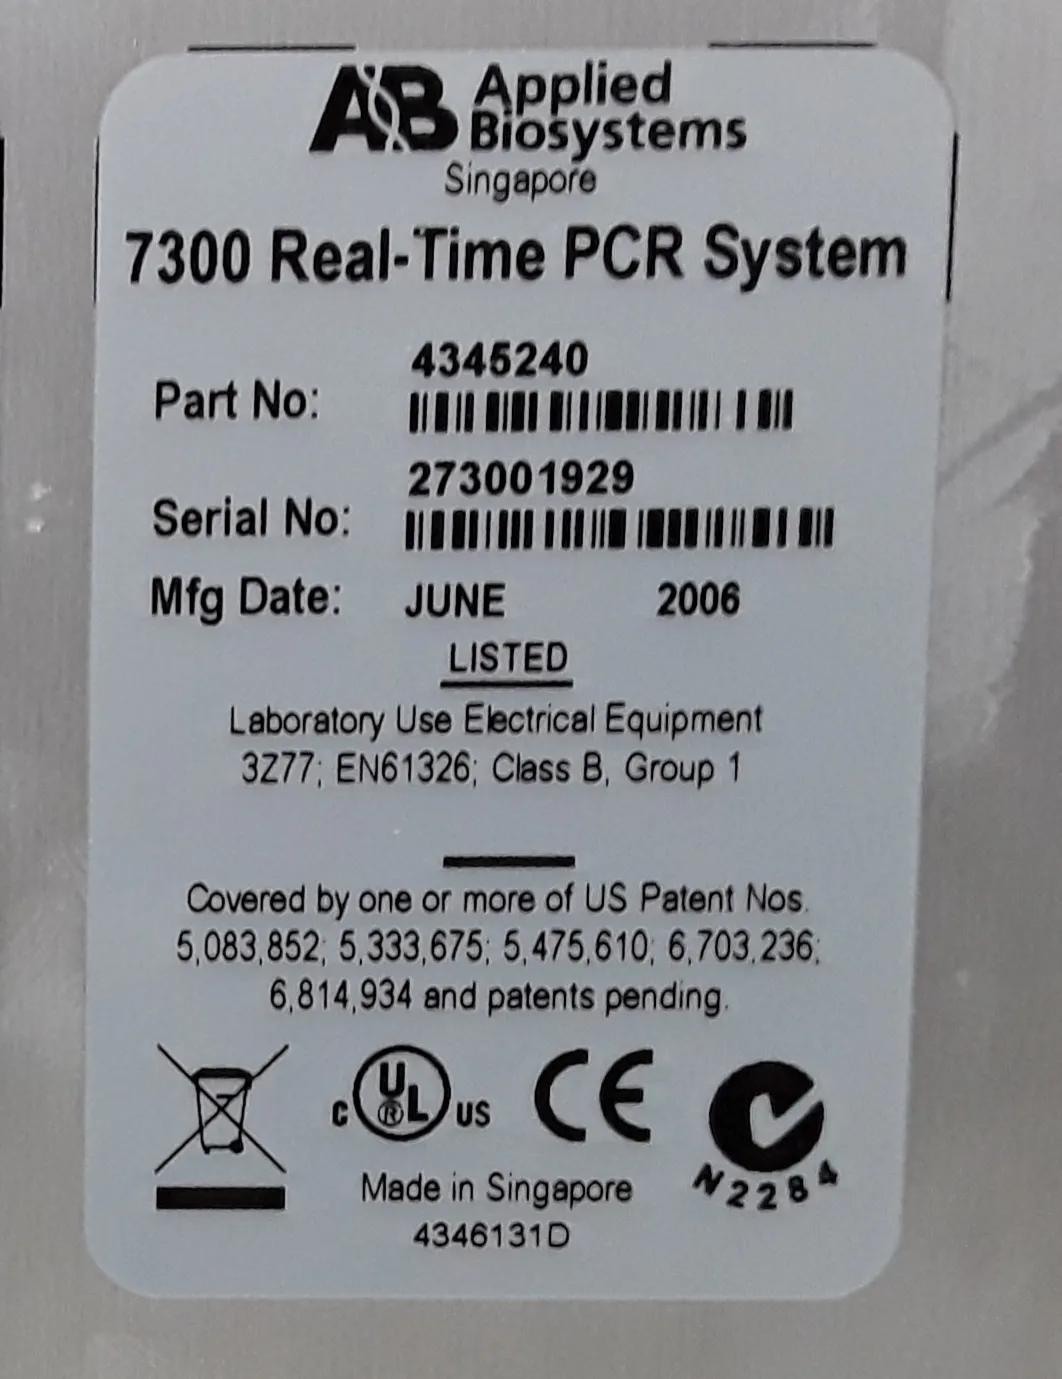 AB Applied
Biosystems
Singapore
7300 Real-Time PCR System
4345240
Part No:
273001929
Serial No:
Mfg Date: JUNE 2006
LISTED
Laboratory Use Electrical Equipment
3Z77; EN61326; Class B, Group 1
Covered by one or more of US Patent Nos.
5,083,852; 5,333,675; 5,475,610; 6,703,236;
6,814,934 and patents pending.
C UL ® US CE
N2284
Made in Singapore
4346131D